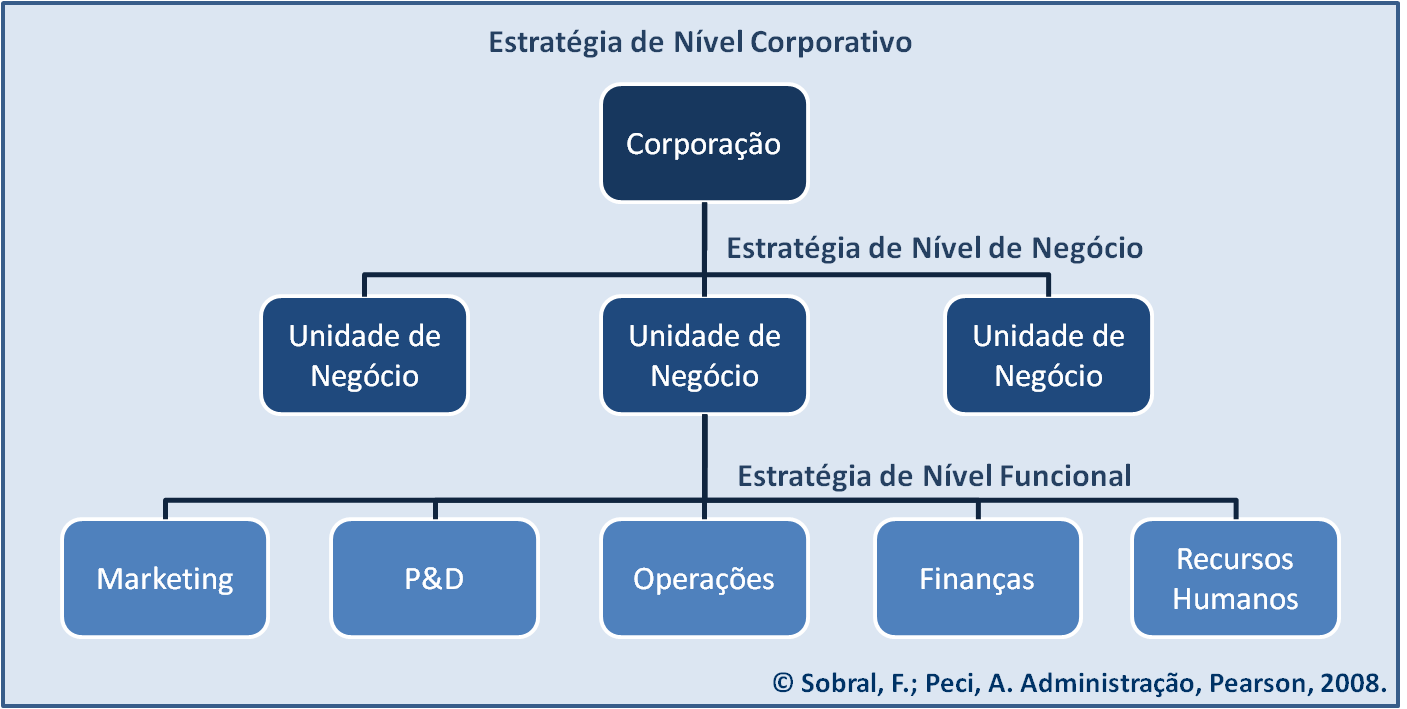 Estratégia de Nível Corporativo
Corporação
Estratégia de Nível de Negócio
Unidade de
Negócio
Unidade de
Negócio
Unidade de
Negócio
Estratégia de Nível Funcional
Marketing
P&D
Operações
Finanças
Recursos
Humanos
© Sobral, F.; Peci, A. Administração, Pearson, 2008.